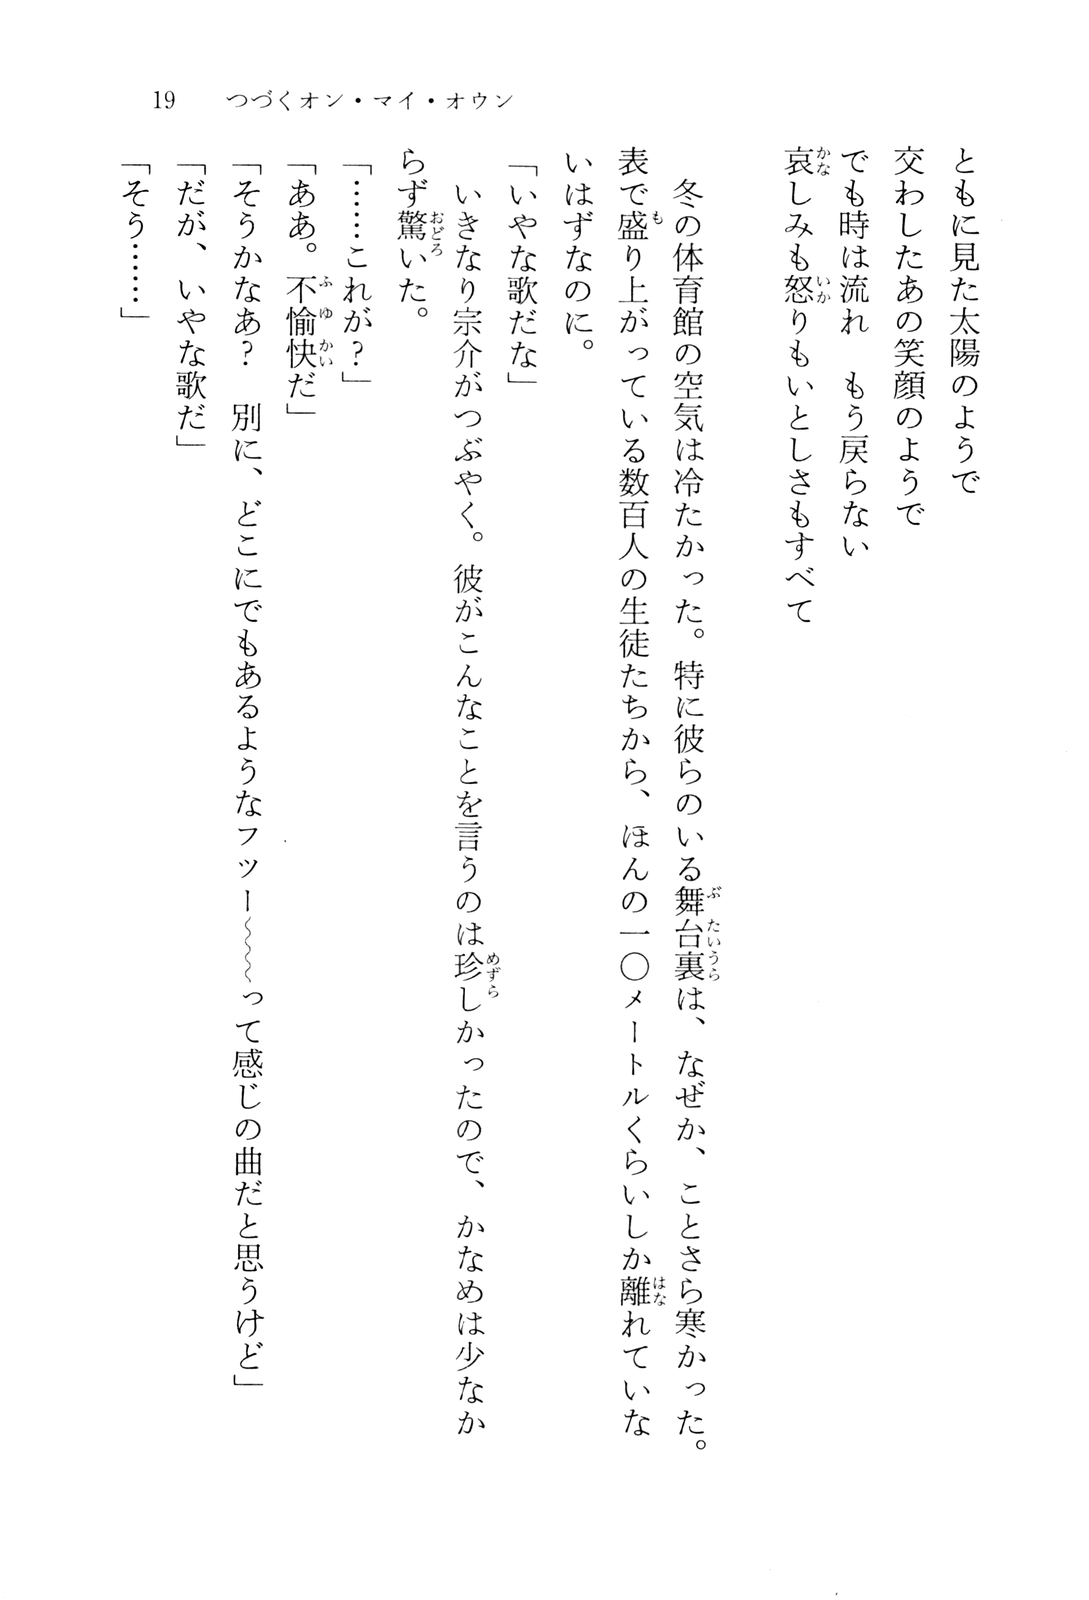 19 つづくオン・マイ・オウン
ともに見た太陽のようで
交わしたあの笑顔のようで
でも時は流れ　もう戻らない
哀しみも怒りもいとしさもすべて
冬の体育館の空気は冷たかった。特に彼らのいる舞台裏は、なぜか、ことさら寒かった。
表で盛り上がっている数百人の生徒たちから、ほんの一〇メートルくらいしか離れていな
いはずなのに。
「いやな歌だな」
いきなり宗介がつぶやく。彼がこんなことを言うのは珍しかったので、かなめは少なか
らず驚いた。
「……これが？」
「ああ。不愉快だ」
「そうかなあ？　別に、どこにでもあるようなフツー〜〜〜って感じの曲だと思うけど」
「だが、いやな歌だ」
「そう……」